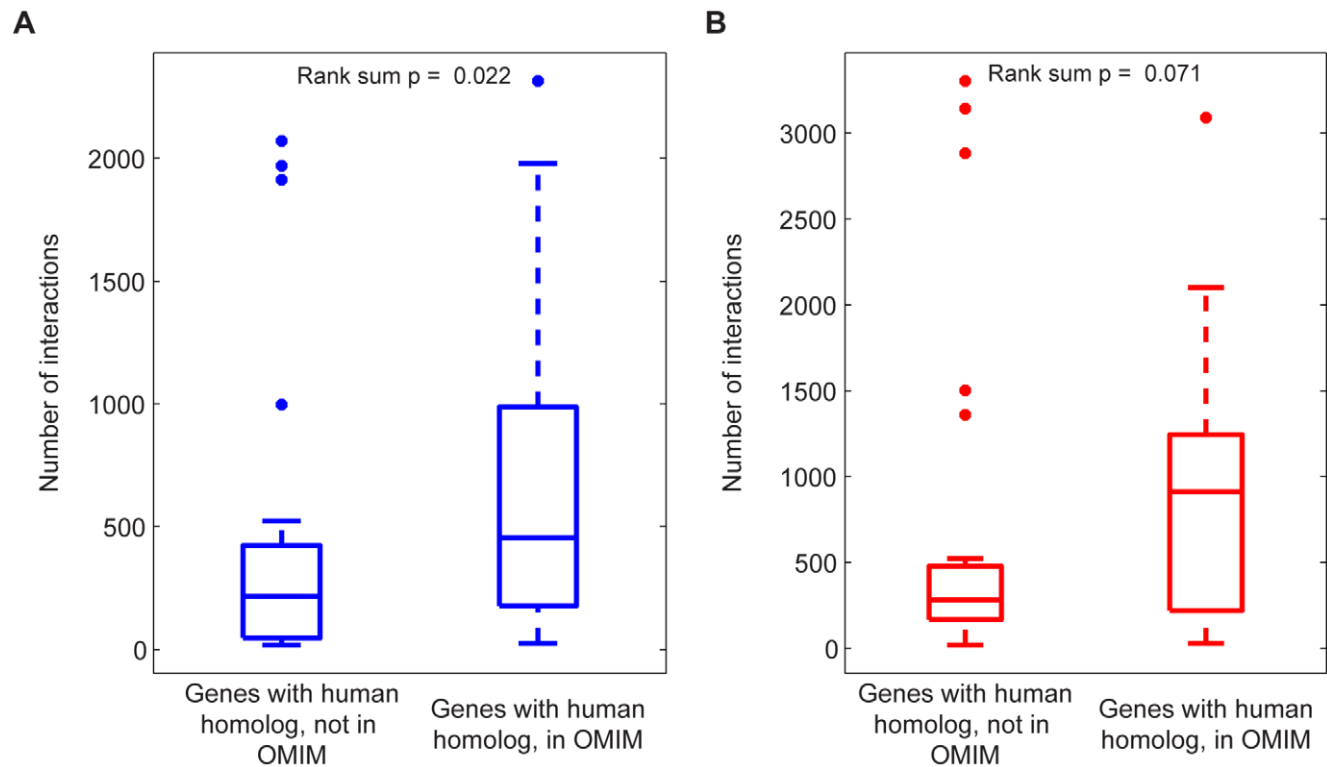 A
Rank sum p = 0.022
Number of interactions
2000
1500
1000
500
0
Genes with human
homolog, not in
OMIM
Genes with human
homolog, in OMIM
B
Rank sum p = 0.071
Number of interactions
3000
2500
2000
1500
1000
500
0
Genes with human
homolog, not in
OMIM
Genes with human
homolog, in OMIM